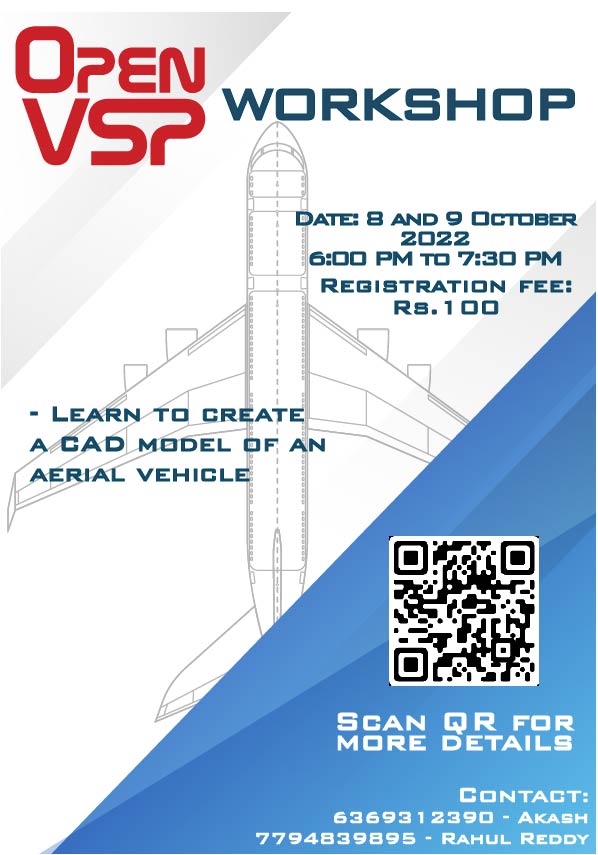 OPEN
VSP
WORKSHOP
DATE: 8 AND 9 OCTOBER
2022
6:00 PM TO 7:30 PM
REGISTRATION FEE:
RS.100
- LEARN TO CREATE
A CAD MODEL OF AN
AERIAL VEHICLE
SCAN QR FOR
MORE DETAILS
CONTACT:
6369312390 - AKASH
7794839895 - RAHUL REDDY